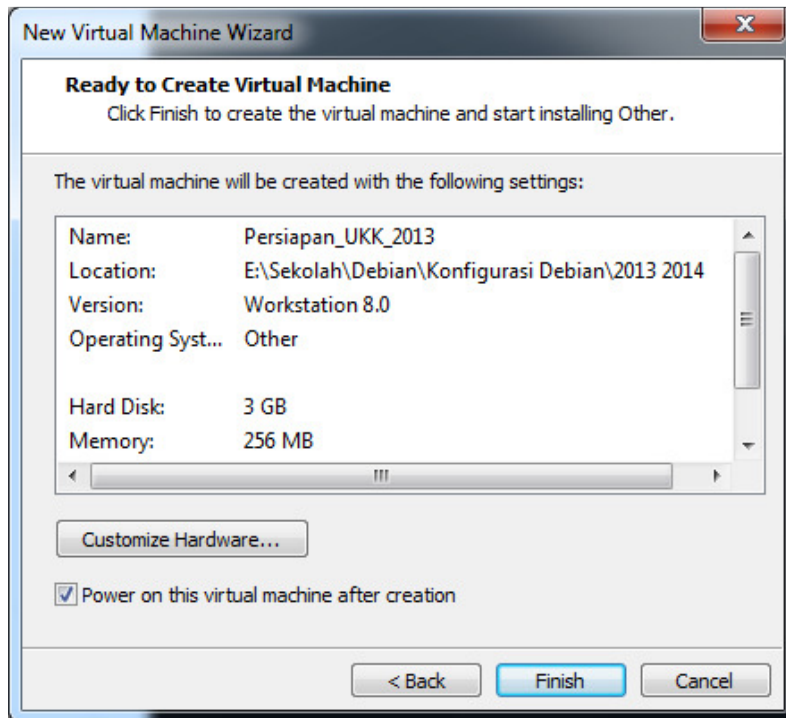 New Virtual Machine Wizard
Ready to Create Virtual Machine
Click Finish to create the virtual machine and start installing Other.
The virtual machine will be created with the following settings:
Name: Persiapan_UKK_2013
Location: E:\Sekolah\Debian\Konfigurasi Debian\2013 2014
Version: Workstation 8.0
Operating Syst... Other
Hard Disk: 3 GB
Memory: 256 MB
Customize Hardware...
Power on this virtual machine after creation
< Back Finish Cancel